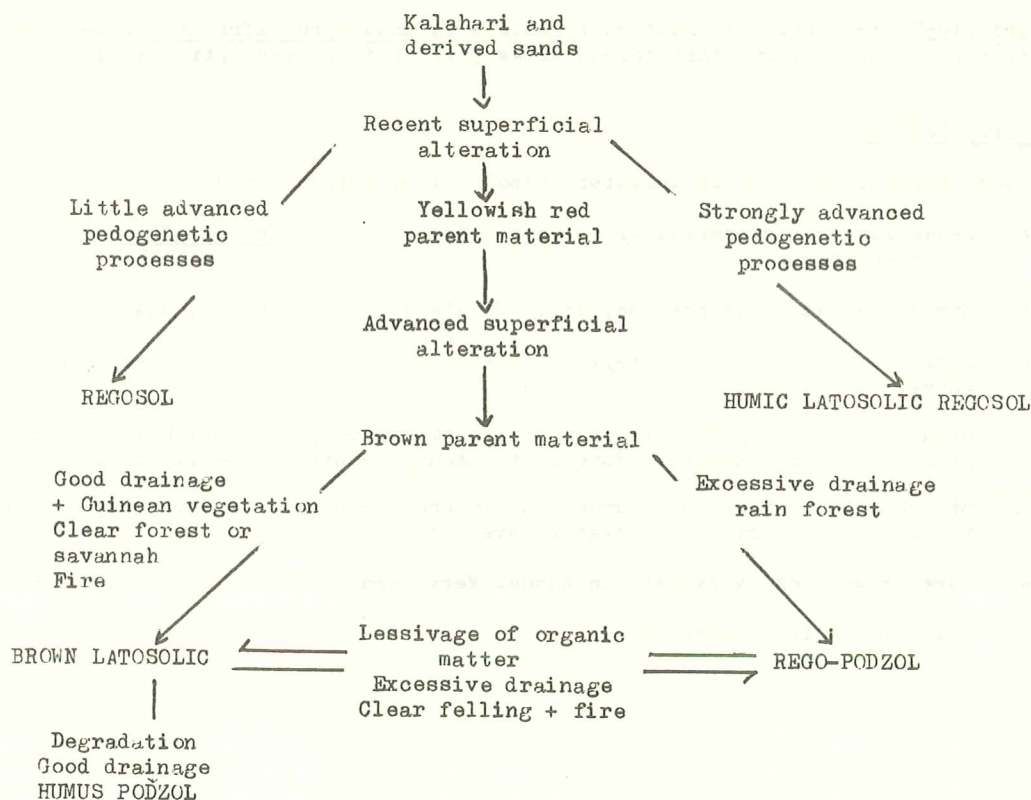 Kalahari and
derived sands
Recent superficial
alteration
Little advanced
pedogenetic
processes
Yellowish red
parent material
Strongly advanced
pedogenetic
processes
Advanced superficial
alteration
REGOSOL
HUMIC LATOSOLIC REGOSOL
Brown parent material
Good drainage
+ Guinean vegetation
Clear forest or
savannah
Fire
Excessive drainage
rain forest
BROWN LATOSOLIC
Lessivage of organic
matter
Excessive drainage
Clear felling + fire
REGO-PODZOL
Degradation
Good drainage
HUMUS PODZOL